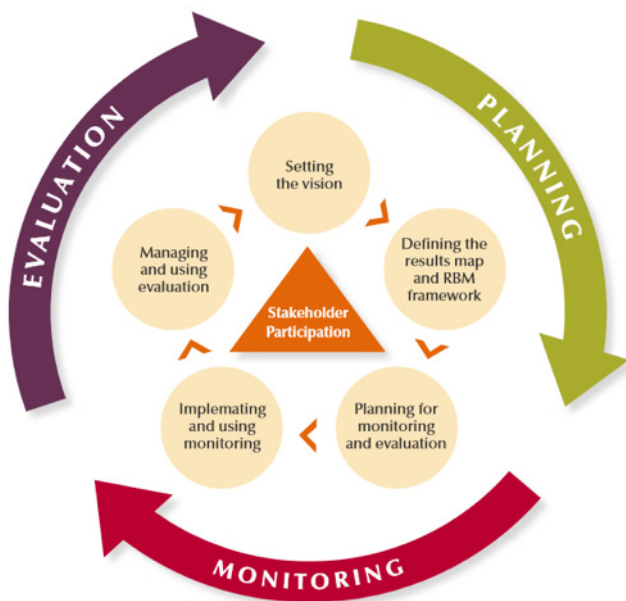 EVALUATION
PLANNING
Setting
the vision
Managing
and using
evaluation
Defining the
results map
and RBM
framework
Stakeholder
Participation
Implemating
and using
monitoring
Planning for
monitoring
and evaluation
MONITORING